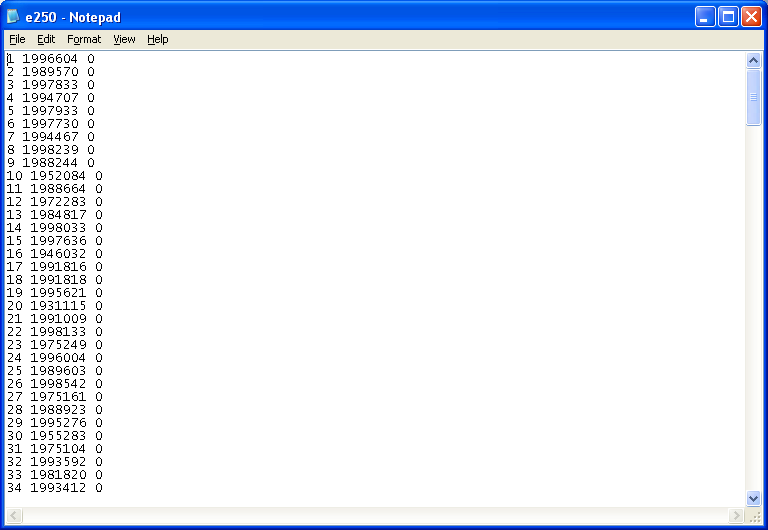 e250 - Notepad
File Edit Format View Help
1 1996604 0
2 1989570 0
3 1997833 0
4 1994707 0
5 1997933 0
6 1997730 0
7 1994467 0
8 1998239 0
9 1988244 0
10 1952084 0
11 1988664 0
12 1972283 0
13 1984817 0
14 1998033 0
15 1997636 0
16 1946032 0
17 1991816 0
18 1991818 0
19 1995621 0
20 1931115 0
21 1991009 0
22 1998133 0
23 1975249 0
24 1996004 0
25 1989603 0
26 1998542 0
27 1975161 0
28 1988923 0
29 1995276 0
30 1955283 0
31 1975104 0
32 1993592 0
33 1981820 0
34 1993412 0